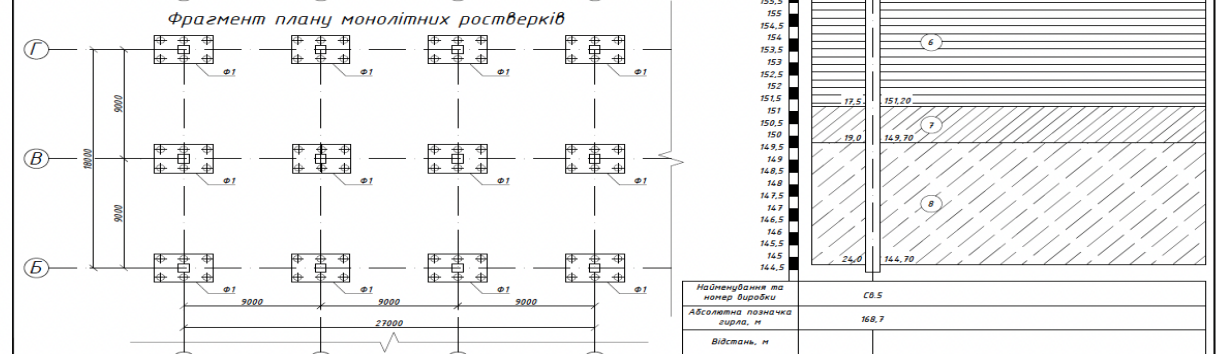 Фрагмент плану монолітних ростверків
Г
Ф1 Ф1 Ф1 Ф1
9000
В
18000
Ф1 Ф1 Ф1 Ф1
9000
Б
Ф1 Ф1 Ф1 Ф1
9000 9000 9000
27000
155,5
155
154,5
154
153,5
153
152,5
152
151,5
151
150,5
150
149,5
149
148,5
148
147,5
147
146,5
146
145,5
145
144,5
6
17,5 151,20
7
19,0 149,70
8
24,0 144,70
Найменування та
номер виробки
Св.5
Абсолютна позначка
гирла, м
168,7
Відстань, м